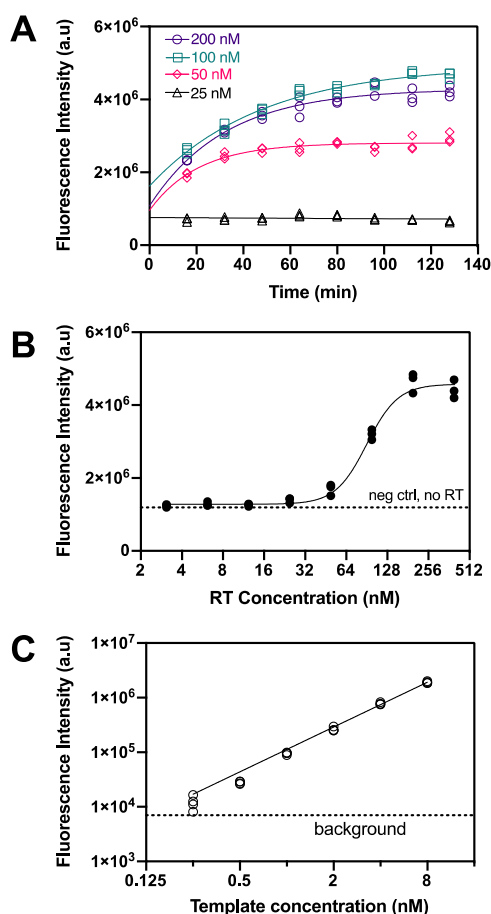 A
Fluorescence Intensity (a.u)
6×10⁶
4×10⁶
2×10⁶
0
200 nM
100 nM
50 nM
25 nM
0 20 40 60 80 100 120 140
Time (min)
B
Fluorescence Intensity (a.u)
6×10⁶
4×10⁶
2×10⁶
0
neg ctrl, no RT
2 4 8 16 32 64 128 256 512
RT Concentration (nM)
C
Fluorescence Intensity (a.u)
1×10⁷
1×10⁶
1×10⁵
1×10⁴
1×10³
background
0.125 0.5 2 8
Template concentration (nM)